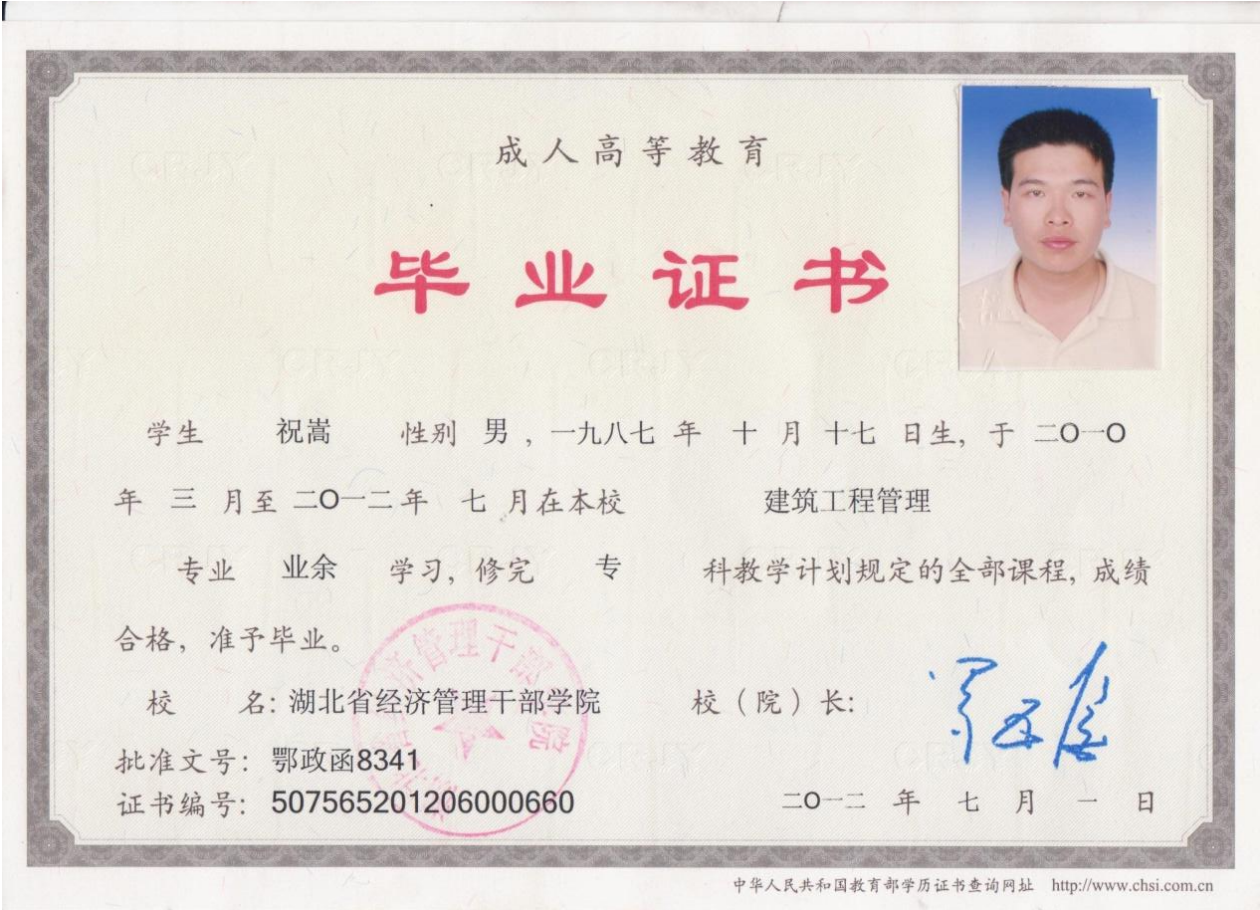 成人高等教育
毕业证书
学生 祝嵩 性别 男，一九八七 年 十 月 十七 日生，于 二O一O
年 三 月至 二O一二 年 七 月在本校 建筑工程管理
专业 业余 学习，修完 专 科教学计划规定的全部课程，成绩
合格，准予毕业。
校 名：湖北省经济管理干部学院 校（院）长：
批准文号：鄂政函8341
证书编号：507565201206000660
二O一二 年 七 月 一 日
中华人民共和国教育部学历证书查询网址 http://www.chsi.com.cn